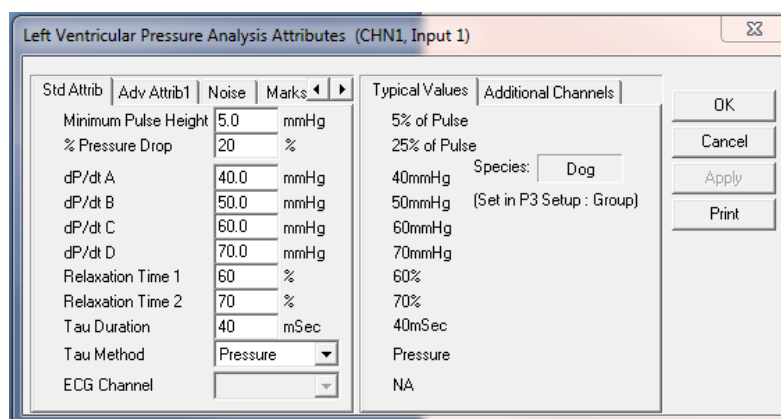 Left Ventricular Pressure Analysis Attributes (CHN1, Input 1)
Std Attrib Adv Attrib1 Noise Marks
Minimum Pulse Height 5.0 mmHg
% Pressure Drop 20 %
dP/dt A 40.0 mmHg
dP/dt B 50.0 mmHg
dP/dt C 60.0 mmHg
dP/dt D 70.0 mmHg
Relaxation Time 1 60 %
Relaxation Time 2 70 %
Tau Duration 40 mSec
Tau Method Pressure
ECG Channel
Typical Values Additional Channels
5% of Pulse
25% of Pulse
Species: Dog
40mmHg
50mmHg (Set in P3 Setup : Group)
60mmHg
70mmHg
60%
70%
40mSec
Pressure
NA
OK
Cancel
Apply
Print